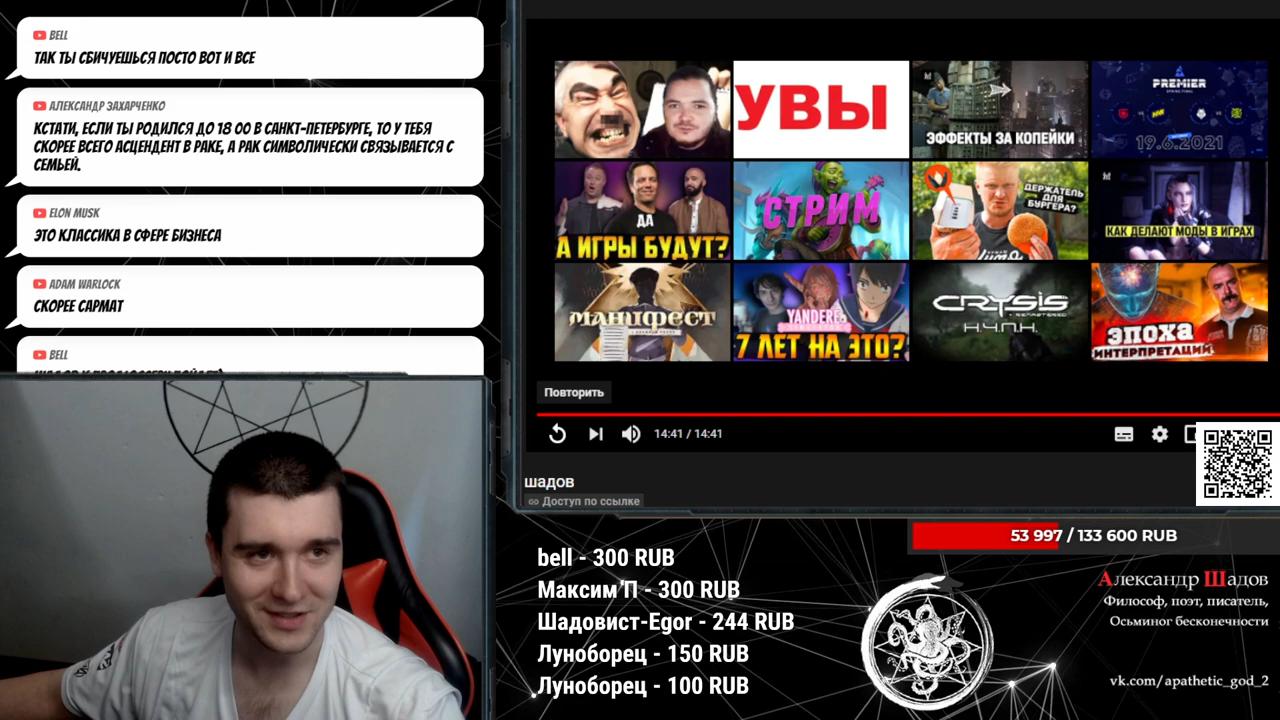 BELL
ТАК ТЫ СБИЧУЕШЬСЯ ПОСТО ВОТ И ВСЕ
АЛЕКСАНДР ЗАХАРЧЕНКО
КСТАТИ, ЕСЛИ ТЫ РОДИЛСЯ ДО 18 00 В САНКТ-ПЕТЕРБУРГЕ, ТО У ТЕБЯ
СКОРЕЕ ВСЕГО АСЦЕНДЕНТ В РАКЕ, А РАК СИМВОЛИЧЕСКИ СВЯЗЫВАЕТСЯ С
СЕМЬЕЙ.
ELON MUSK
ЭТО КЛАССИКА В СФЕРЕ БИЗНЕСА
ADAM WARLOCK
СКОРЕЕ САРМАТ
BELL
УВЫ
ЭФФЕКТЫ ЗА КОПЕЙКИ
PREMIER
19.6.2021
ДА
А ИГРЫ БУДУТ?
СТРИМ
ДЕРЖАТЕЛЬ
ДЛЯ
БУРГЕРА?
КАК ДЕЛАЮТ МОДЫ В ИГРАХ
МАНИФЕСТ
YANDERE
7 ЛЕТ НА ЭТО?
CRYSIS
Н.Ч.П.Н.
ЭПОХА
ИНТЕРПРЕТАЦИЙ
Повторить
14:41 / 14:41
шадов
Доступ по ссылке
53 997 / 133 600 RUB
bell - 300 RUB
Максим П - 300 RUB
Шадовист-Egor - 244 RUB
Луноборец - 150 RUB
Луноборец - 100 RUB
Александр Шадов
Философ, поэт, писатель,
Осьминог бесконечности
vk.com/apathetic_god_2